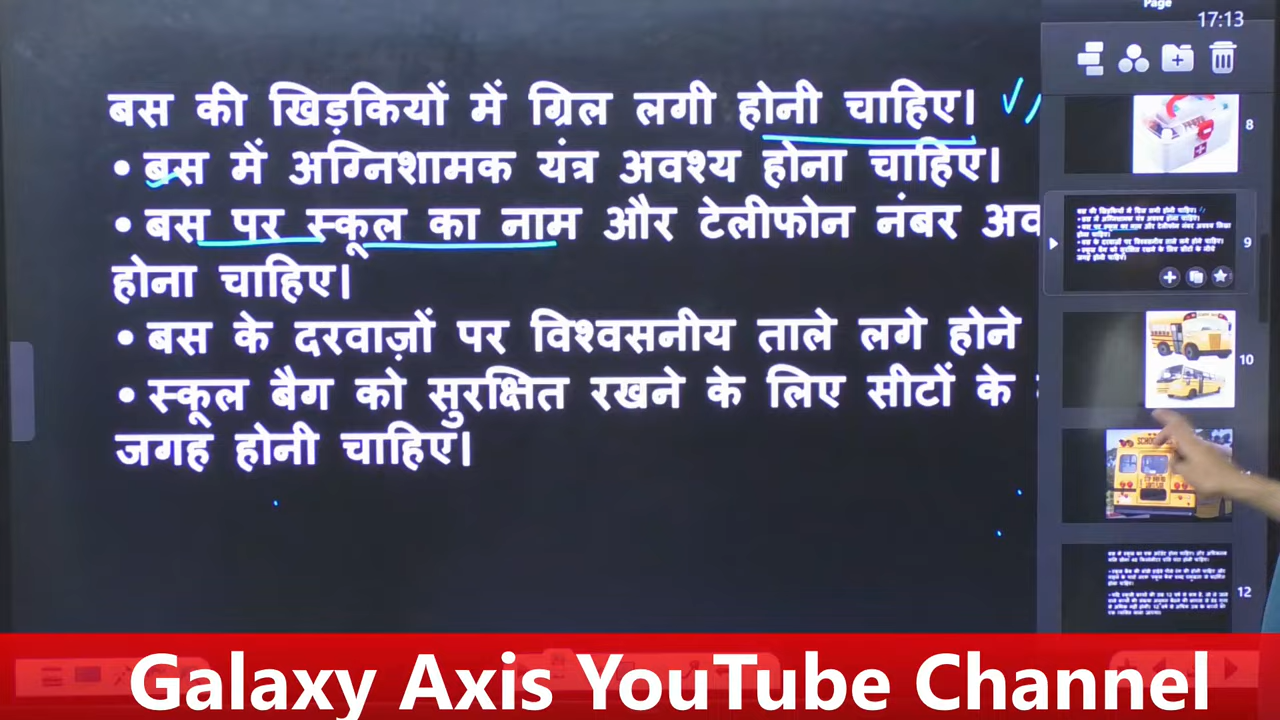 Page
17:13
बस की खिड़कियों में ग्रिल लगी होनी चाहिए।
• बस में अग्निशामक यंत्र अवश्य होना चाहिए।
• बस पर स्कूल का नाम और टेलीफोन नंबर अव
होना चाहिए।
• बस के दरवाज़ों पर विश्वसनीय ताले लगे होने
• स्कूल बैग को सुरक्षित रखने के लिए सीटों के
जगह होनी चाहिए।
8
9
10
12
Galaxy Axis YouTube Channel